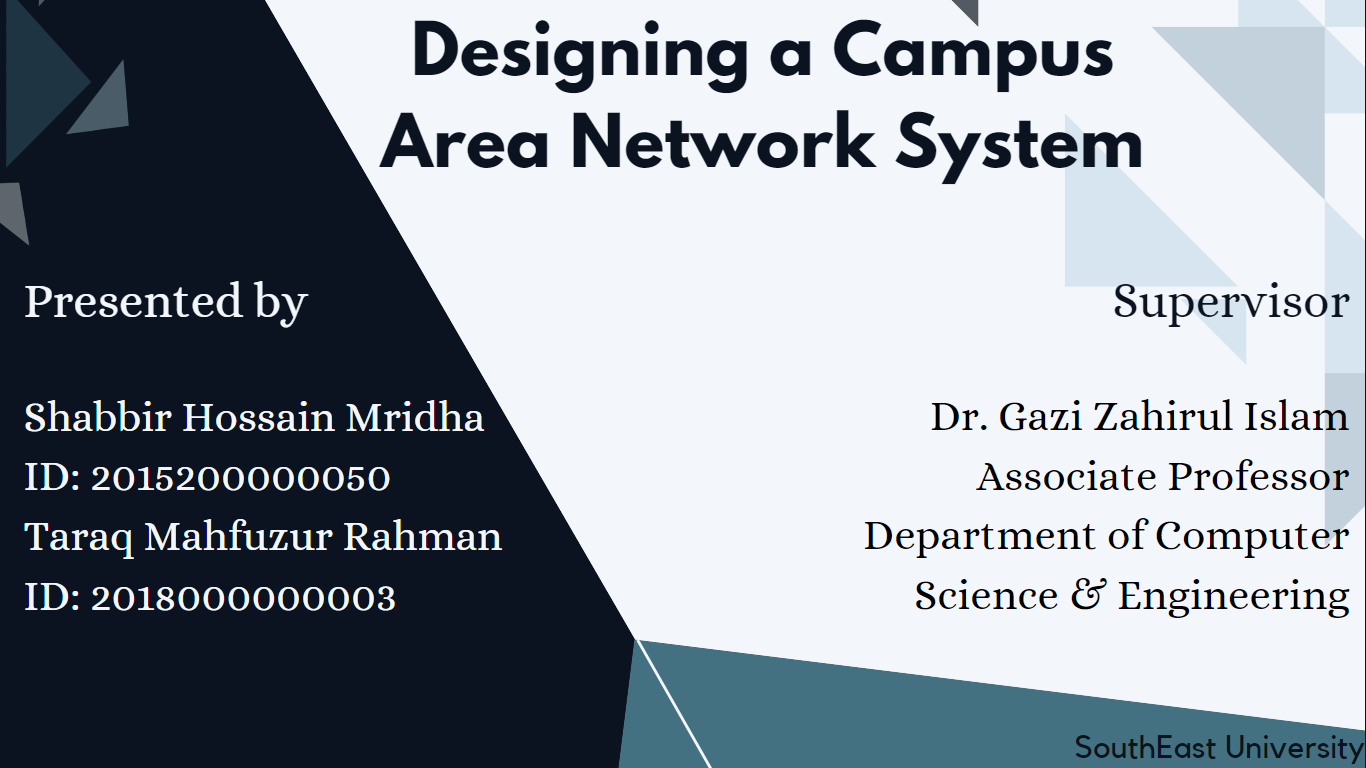 Designing a Campus
Area Network System
Presented by
Shabbir Hossain Mridha
ID: 2015200000050
Taraq Mahfuzur Rahman
ID: 2018000000003
Supervisor
Dr. Gazi Zahirul Islam
Associate Professor
Department of Computer
Science & Engineering
SouthEast University